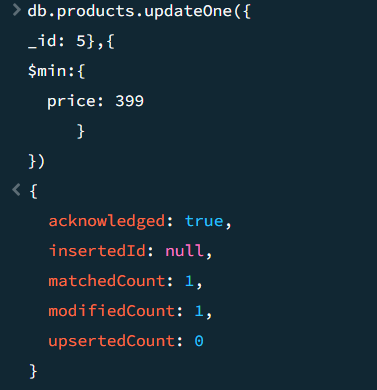 > db.products.updateOne({
_id: 5},{
$min:{
price: 399
}
})
< {
acknowledged: true,
insertedId: null,
matchedCount: 1,
modifiedCount: 1,
upsertedCount: 0
}